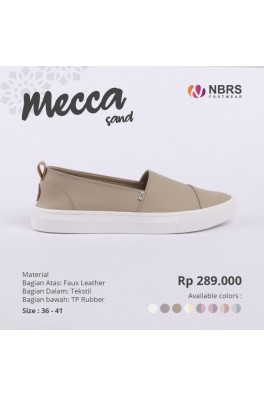 NBRS
FOOTWEAR
mecca
sand
Material
Bagian Atas: Faux Leather
Bagian Dalam: Tekstil
Bagian bawah: TP Rubber
Size : 36 - 41
Rp 289.000
Available colors :